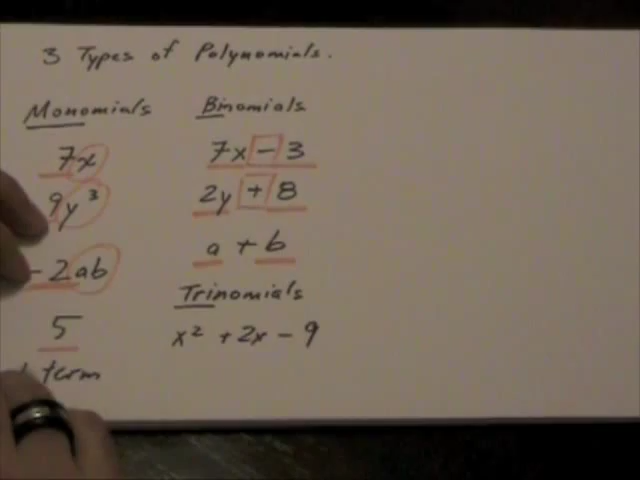 3 Types of Polynomials.
Monomials
7x
9y³
-2ab
5
term
Binomials
7x - 3
2y + 8
a + b
Trinomials
x² + 2x - 9